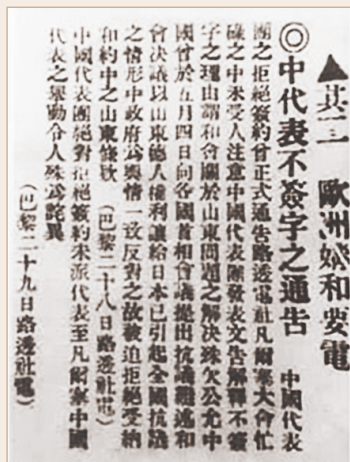 ▲其三　歐洲媾和要電
◎中代表不簽字之通告　中國代表
團之拒絕簽約曾正式通告路透電社凡爾塞大會忙
碌之中未受人注意中國代表團發表文告解釋不簽
字之理由謂和會關於山東問題之解決殊欠公允中
國曾於五月四日向各國首相會議提出抗議繼述和
會決議以山東德人權利讓給日本已引起全國抗議
之情形中政府爲輿情一致反對之故被迫拒絕受納
和約中之山東條欵　（巴黎二十八日路透社電）
中國代表團絕對拒絕簽約未派代表至凡爾塞中國
代表之舉動令人殊爲詫異
（巴黎二十九日路透社電）